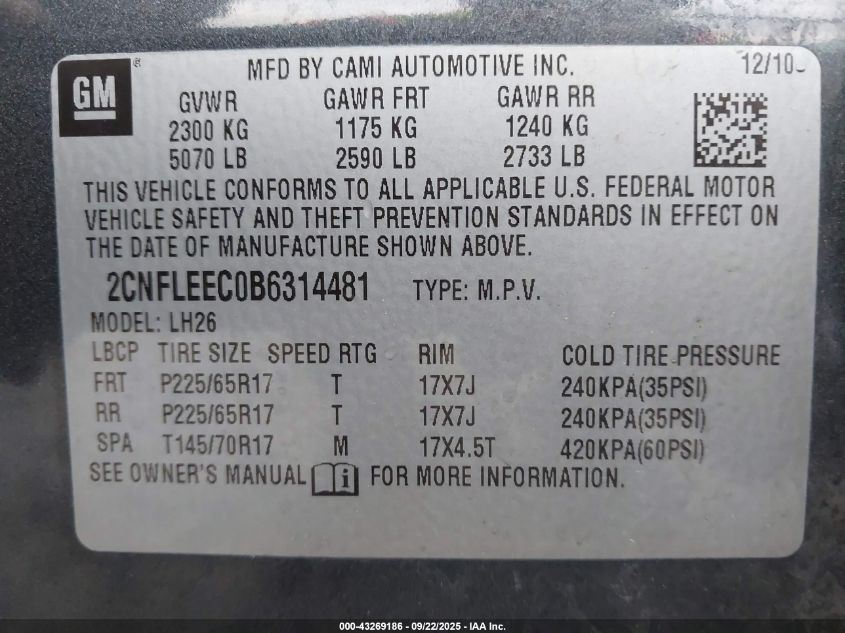 GM ® MFD BY CAMI AUTOMOTIVE INC. 12/10
GVWR GAWR FRT GAWR RR
2300 KG 1175 KG 1240 KG
5070 LB 2590 LB 2733 LB
THIS VEHICLE CONFORMS TO ALL APPLICABLE U.S. FEDERAL MOTOR
VEHICLE SAFETY AND THEFT PREVENTION STANDARDS IN EFFECT ON
THE DATE OF MANUFACTURE SHOWN ABOVE.
2CNFLEEC0B6314481 TYPE: M.P.V.
MODEL: LH26
LBCP TIRE SIZE SPEED RTG RIM COLD TIRE PRESSURE
FRT P225/65R17 T 17X7J 240KPA(35PSI)
RR P225/65R17 T 17X7J 240KPA(35PSI)
SPA T145/70R17 M 17X4.5T 420KPA(60PSI)
SEE OWNER'S MANUAL i FOR MORE INFORMATION.
000-43269186 - 09/22/2025 - IAA Inc.